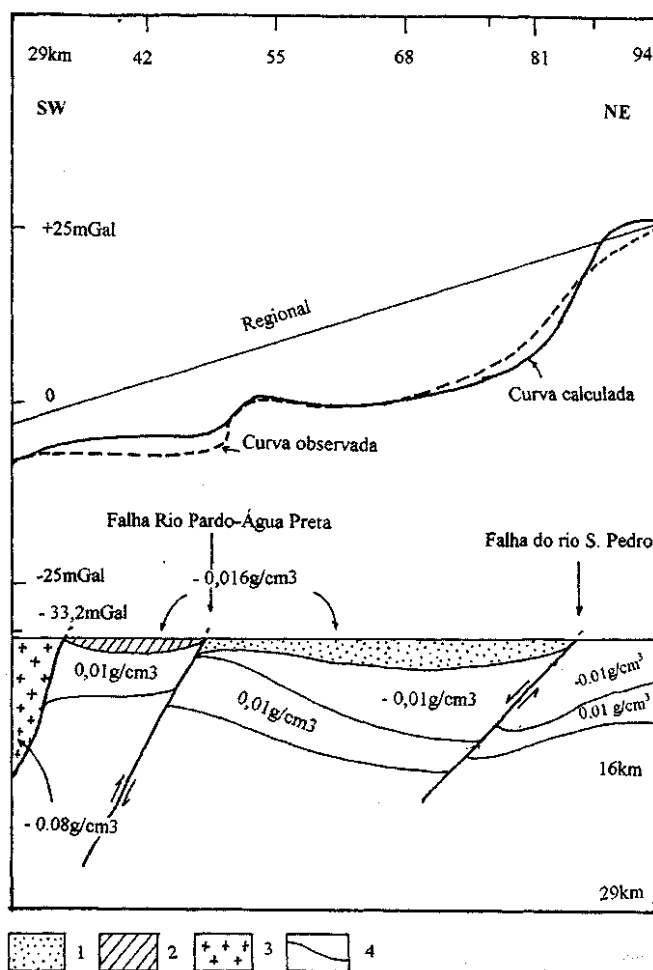 29km 42 55 68 81 94
SW NE
+25mGal
Regional
0
Curva calculada
Curva observada
Falha Rio Pardo-Água Preta
Falha do rio S. Pedro
-25mGal
- 0,016g/cm3
- 33,2mGal
0,01g/cm3
0,01g/cm3
- 0,01g/cm3
-0.01g/cm³
0.01 g/cm³
16km
- 0.08g/cm3
29km
1 2 3 4